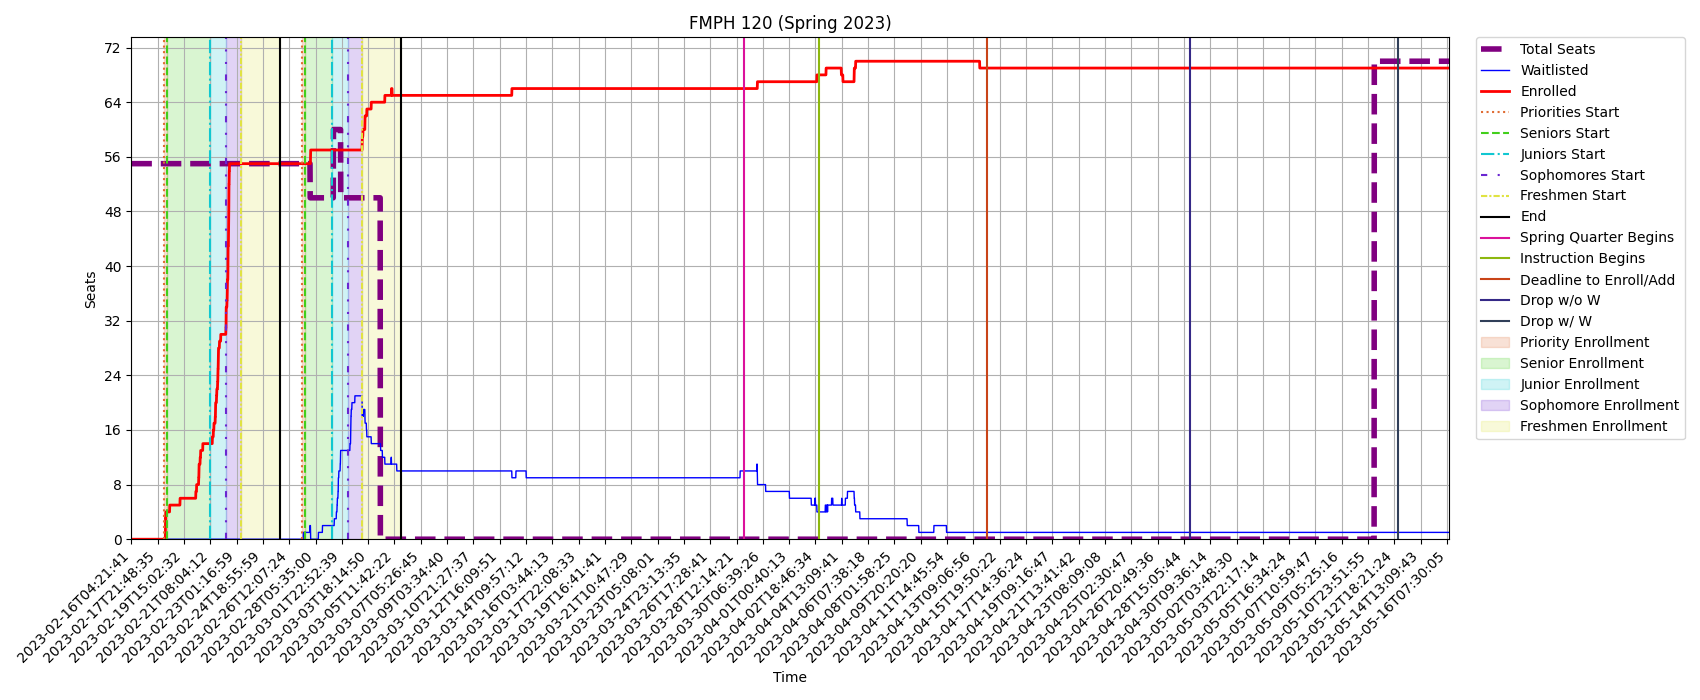 FMPH 120 (Spring 2023)
Seats
72
64
56
48
40
32
24
16
8
0
2023-02-16T04:21:41
2023-02-17T21:48:35
2023-02-19T15:02:32
2023-02-21T08:04:12
2023-02-23T01:16:59
2023-02-24T18:55:59
2023-02-26T12:07:24
2023-02-28T05:35:00
2023-03-01T22:52:39
2023-03-03T18:14:50
2023-03-05T11:42:22
2023-03-07T05:26:45
2023-03-09T03:34:40
2023-03-10T21:27:37
2023-03-12T16:09:51
2023-03-14T09:57:12
2023-03-16T03:44:13
2023-03-17T22:08:33
2023-03-19T16:41:41
2023-03-21T10:47:29
2023-03-23T05:08:01
2023-03-24T23:13:35
2023-03-26T17:28:41
2023-03-28T12:14:21
2023-03-30T06:39:26
2023-04-01T00:40:13
2023-04-02T18:46:34
2023-04-04T13:09:41
2023-04-06T07:38:18
2023-04-08T01:58:25
2023-04-09T20:20:20
2023-04-11T14:45:54
2023-04-13T09:06:56
2023-04-15T19:50:22
2023-04-17T14:36:24
2023-04-19T09:16:47
2023-04-21T13:41:42
2023-04-23T08:09:08
2023-04-25T02:30:47
2023-04-26T20:49:36
2023-04-28T15:05:44
2023-04-30T09:36:14
2023-05-02T03:48:30
2023-05-03T22:17:14
2023-05-05T16:34:24
2023-05-07T10:59:47
2023-05-09T05:25:16
2023-05-10T23:51:55
2023-05-12T18:21:24
2023-05-14T13:09:43
2023-05-16T07:30:05
Time
Total Seats
Waitlisted
Enrolled
Priorities Start
Seniors Start
Juniors Start
Sophomores Start
Freshmen Start
End
Spring Quarter Begins
Instruction Begins
Deadline to Enroll/Add
Drop w/o W
Drop w/ W
Priority Enrollment
Senior Enrollment
Junior Enrollment
Sophomore Enrollment
Freshmen Enrollment